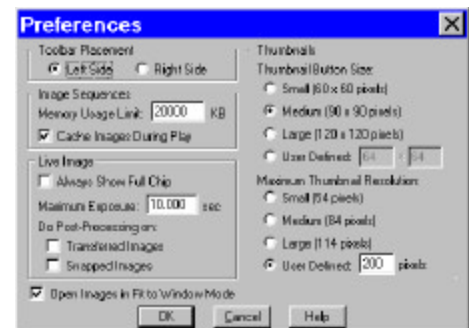 Preferences
Toolbar Placement
Left Side
Right Side
Image Sequences
Memory Usage Limit: 20000 KB
Cache Images During Play
Live Image
Always Show Full Chip
Maximum Exposure: 10.000 sec
Do Post-Processing on:
Transferred Images
Swapped Images
Thumbnails
Thumbnail Button Size:
Small (60 x 60 pixels)
Medium (90 x 90 pixels)
Large (120 x 120 pixels)
User Defined: 64 x 64
Maximum Thumbnail Resolution:
Small (54 pixels)
Medium (84 pixels)
Large (114 pixels)
User Defined: 200 pixels
Open Images in Fit to Window Mode
OK
Cancel
Help